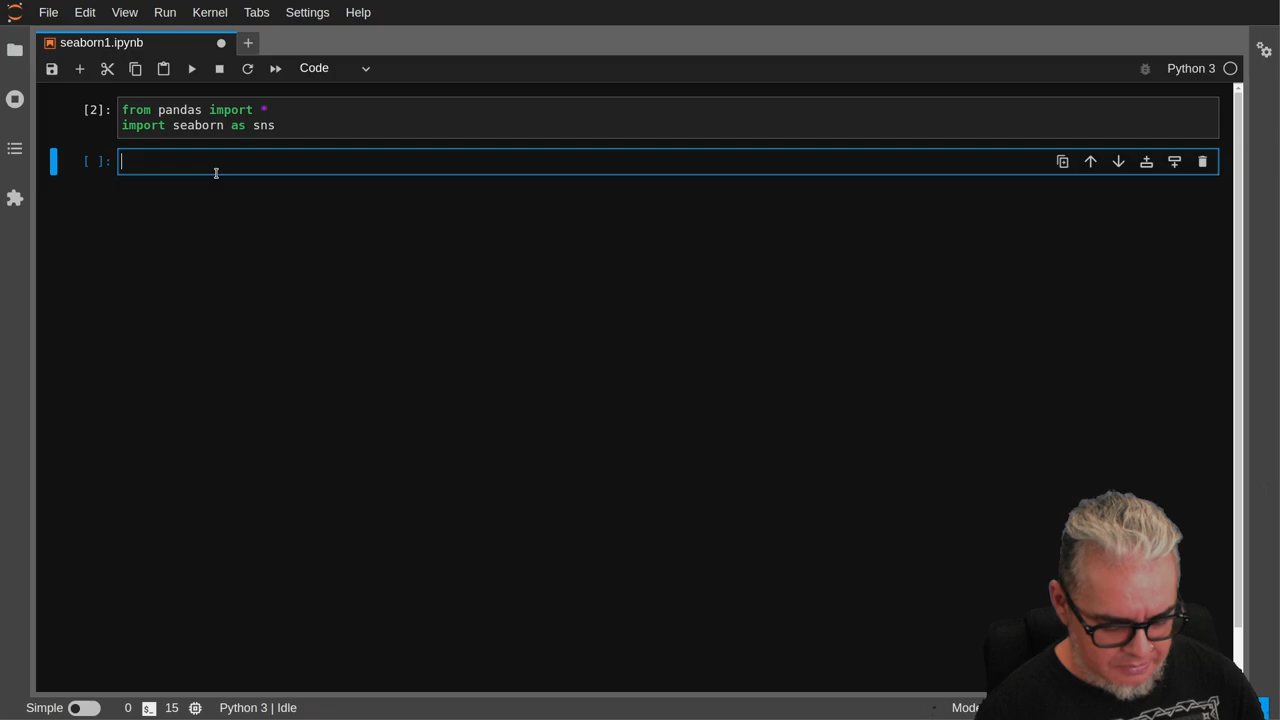 File Edit View Run Kernel Tabs Settings Help
seaborn1.ipynb
Code
Python 3
[2]: from pandas import *
import seaborn as sns
[ ]:
Simple 0 $_ 15 Python 3 | Idle Mode